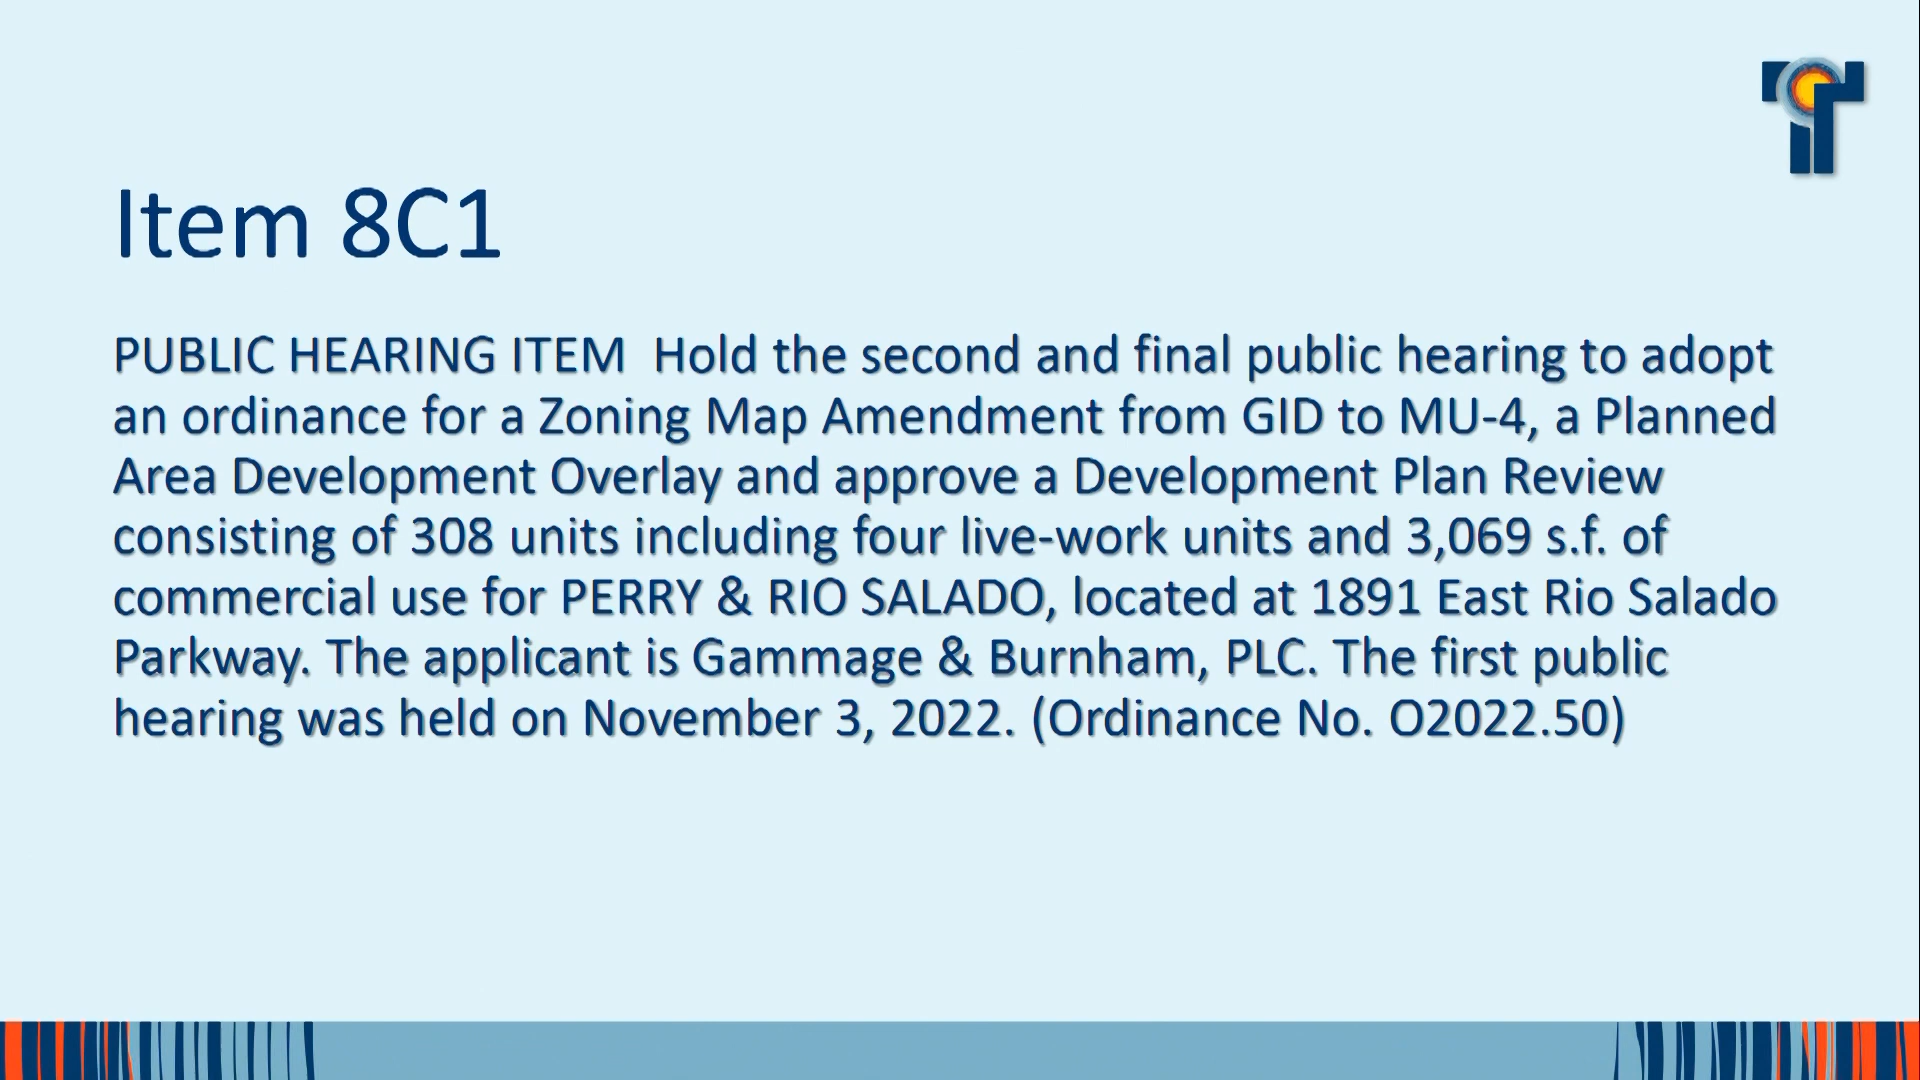 Item 8C1
PUBLIC HEARING ITEM  Hold the second and final public hearing to adopt
an ordinance for a Zoning Map Amendment from GID to MU-4, a Planned
Area Development Overlay and approve a Development Plan Review
consisting of 308 units including four live-work units and 3,069 s.f. of
commercial use for PERRY & RIO SALADO, located at 1891 East Rio Salado
Parkway. The applicant is Gammage & Burnham, PLC. The first public
hearing was held on November 3, 2022. (Ordinance No. O2022.50)